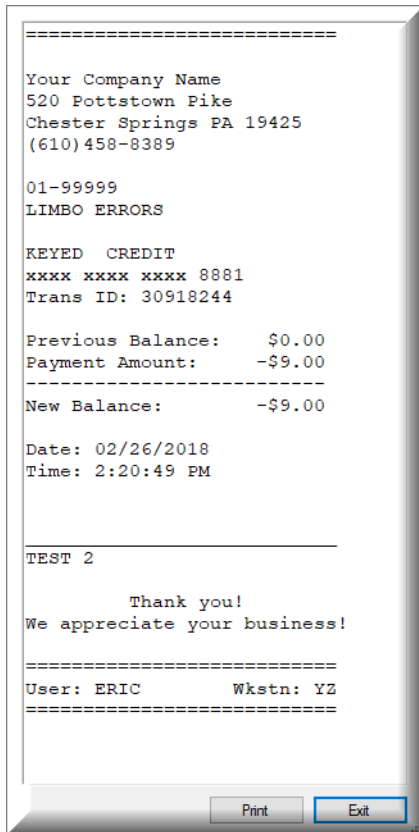 ===========================
Your Company Name
520 Pottstown Pike
Chester Springs PA 19425
(610)458-8389
01-99999
LIMBO ERRORS
KEYED  CREDIT
xxxx xxxx xxxx 8881
Trans ID: 30918244
Previous Balance:    $0.00
Payment Amount:     -$9.00
--------------------------
New Balance:        -$9.00
Date: 02/26/2018
Time: 2:20:49 PM
___________________________
TEST 2
Thank you!
We appreciate your business!
===========================
User: ERIC        Wkstn: YZ
===========================
Print Exit